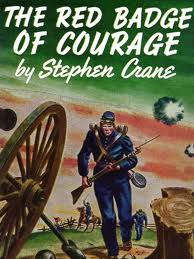 THE RED BADGE
OF COURAGE
by Stephen Crane